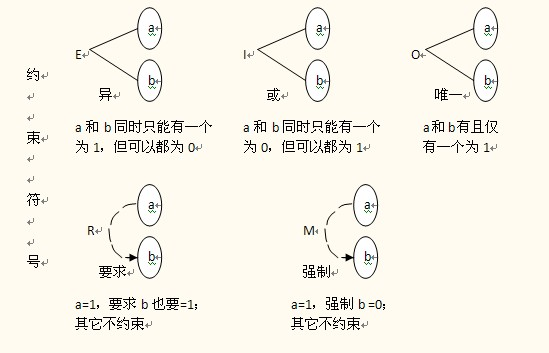 约
束
符
号
E
a
b
异
a 和 b 同时只能有一个
为 1，但可以都为 0
I
a
b
或
a 和 b 同时只能有一个
为 0，但可以都为 1
O
a
b
唯一
a 和 b 有且仅
有一个为 1
R
a
b
要求
a=1，要求 b 也要=1；
其它不约束
M
a
b
强制
a=1，强制 b =0；
其它不约束